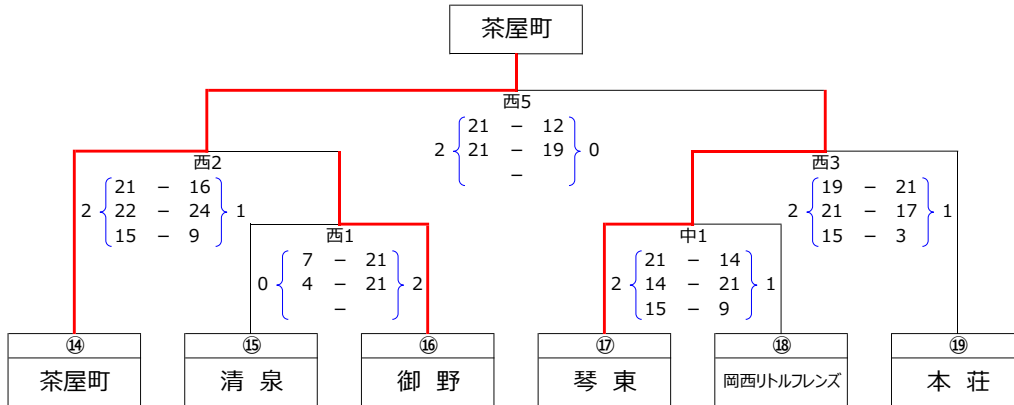 茶屋町
西5
21 － 12
2 21 － 19 0
－
西2
21 － 16
2 22 － 24 1
15 － 9
西3
19 － 21
2 21 － 17 1
15 － 3
西1
7 － 21
0 4 － 21 2
－
中1
21 － 14
2 14 － 21 1
15 － 9
⑭ ⑮ ⑯ ⑰ ⑱ ⑲
茶屋町 清 泉 御 野 琴 東 岡西リトルフレンズ 本 荘